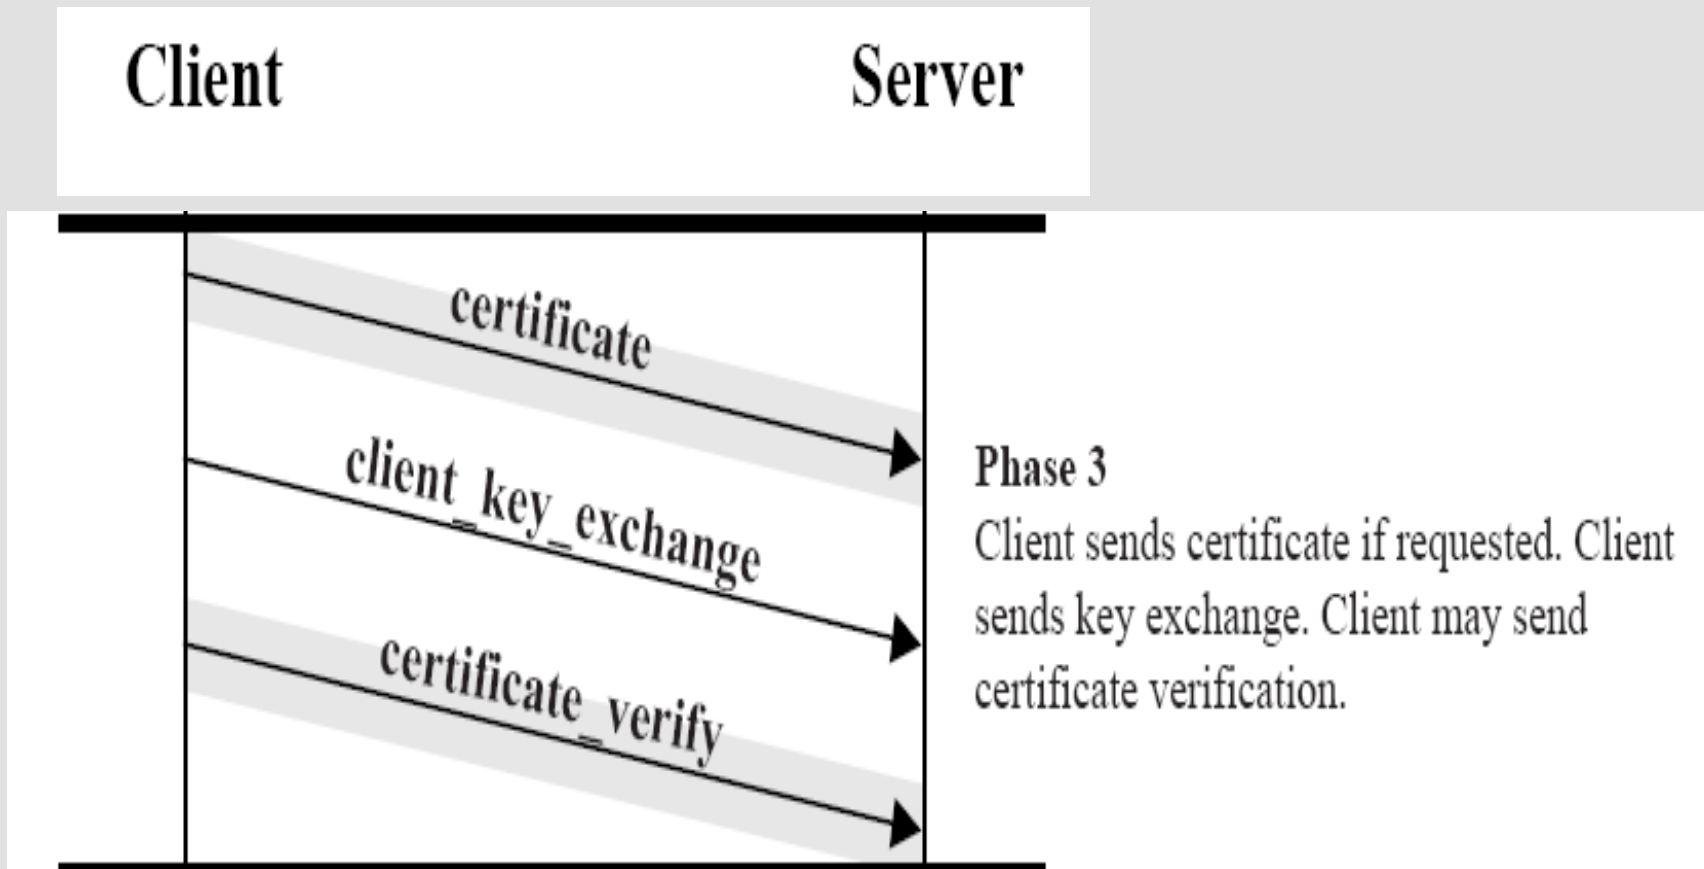 Client
Server
certificate
client_key_exchange
certificate_verify
Phase 3
Client sends certificate if requested. Client
sends key exchange. Client may send
certificate verification.